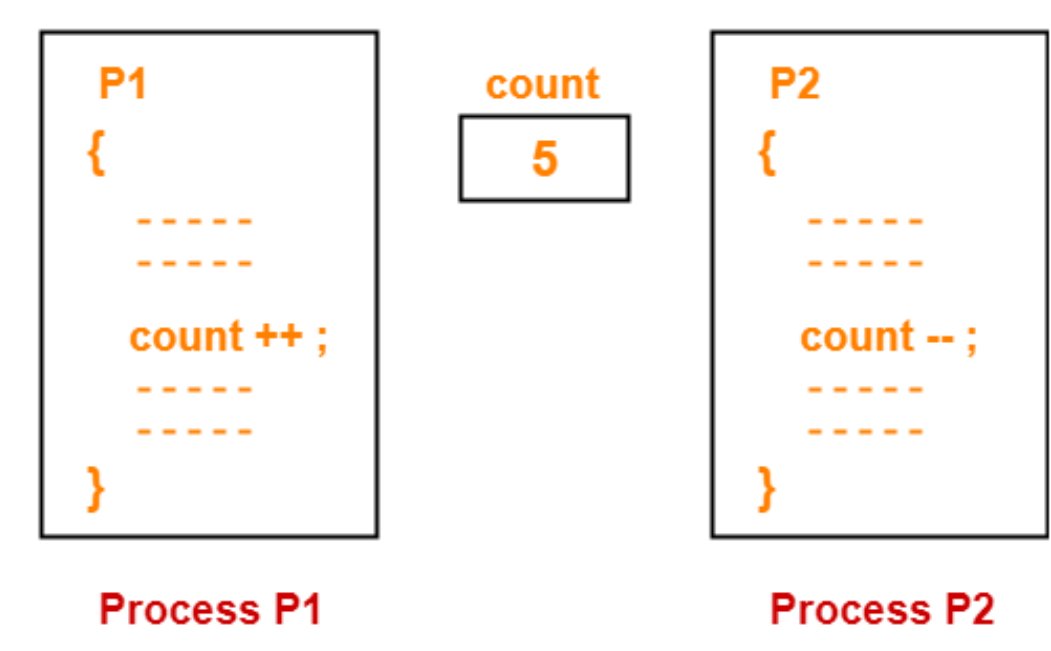 P1
{
- - - - -
- - - - -
count ++ ;
- - - - -
- - - - -
}
Process P1
count
5
P2
{
- - - - -
- - - - -
count -- ;
- - - - -
- - - - -
}
Process P2